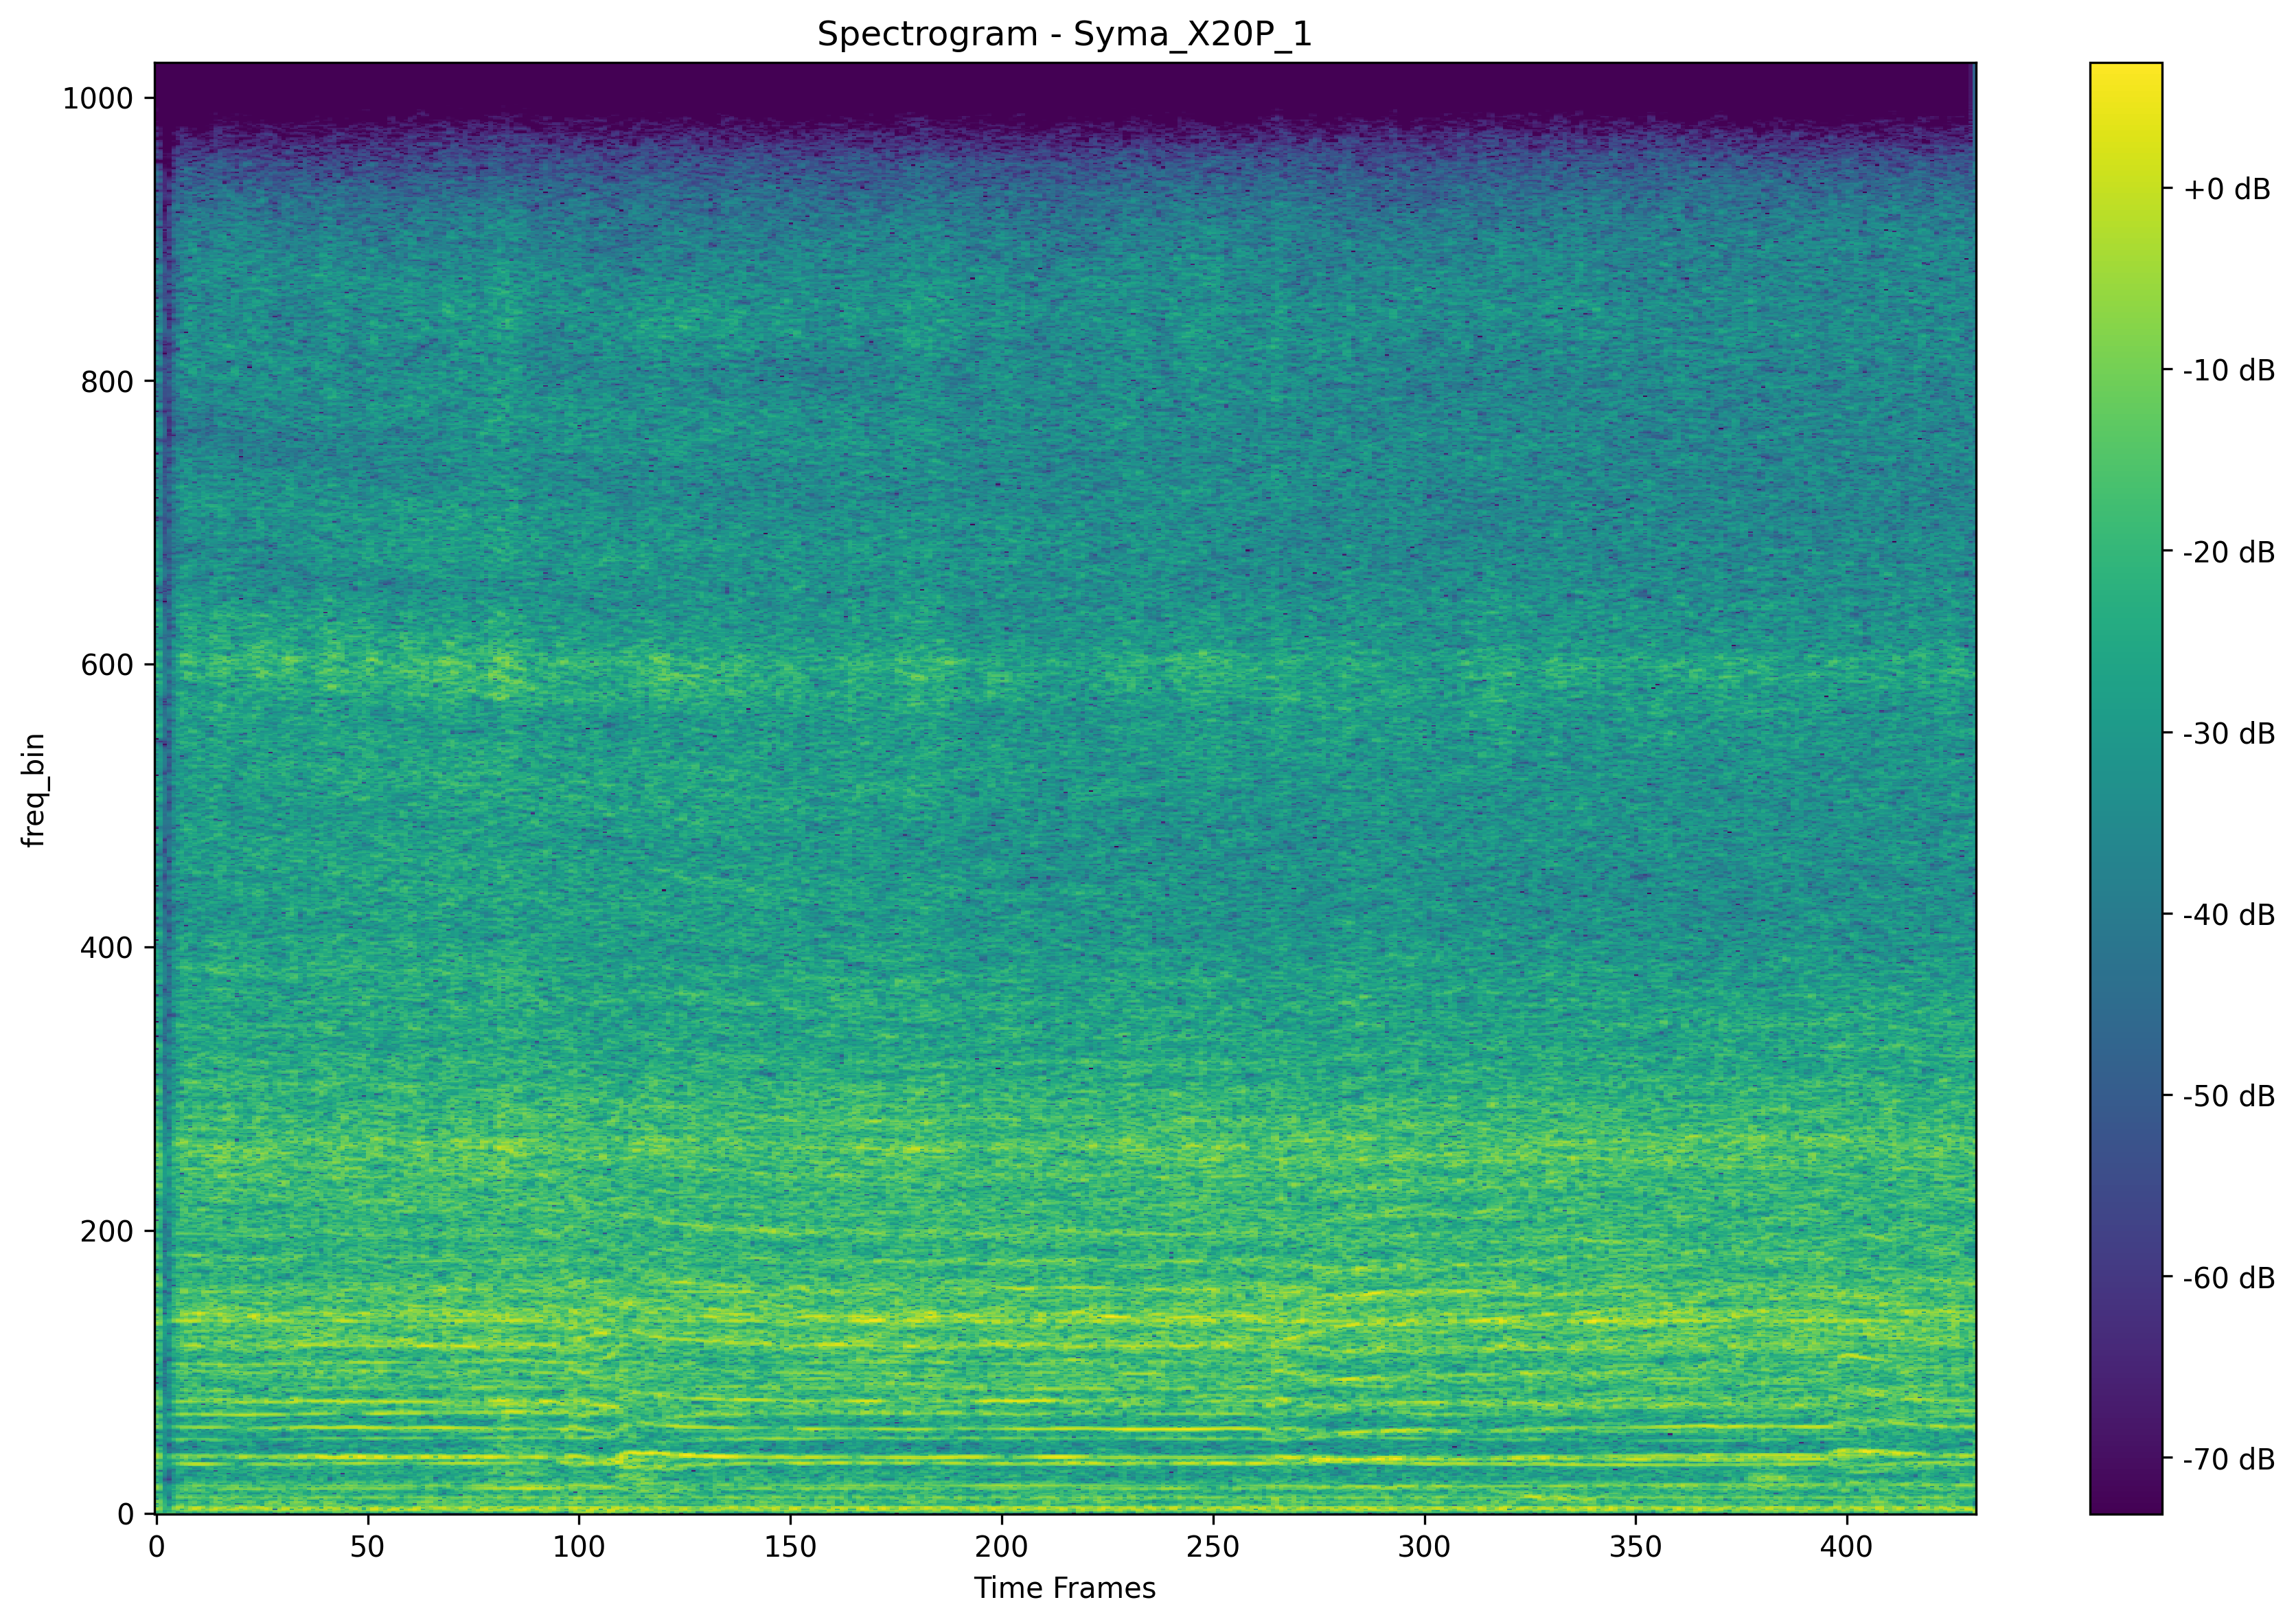 Spectrogram - Syma_X20P_1
freq_bin
1000
800
600
400
200
0
0 50 100 150 200 250 300 350 400
Time Frames
+0 dB
-10 dB
-20 dB
-30 dB
-40 dB
-50 dB
-60 dB
-70 dB